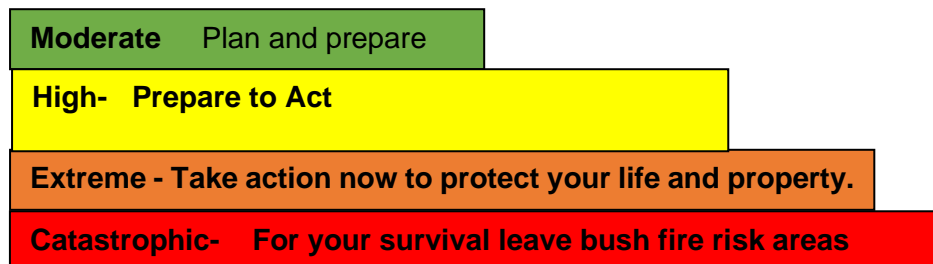 Moderate Plan and prepare
High- Prepare to Act
Extreme - Take action now to protect your life and property.
Catastrophic- For your survival leave bush fire risk areas